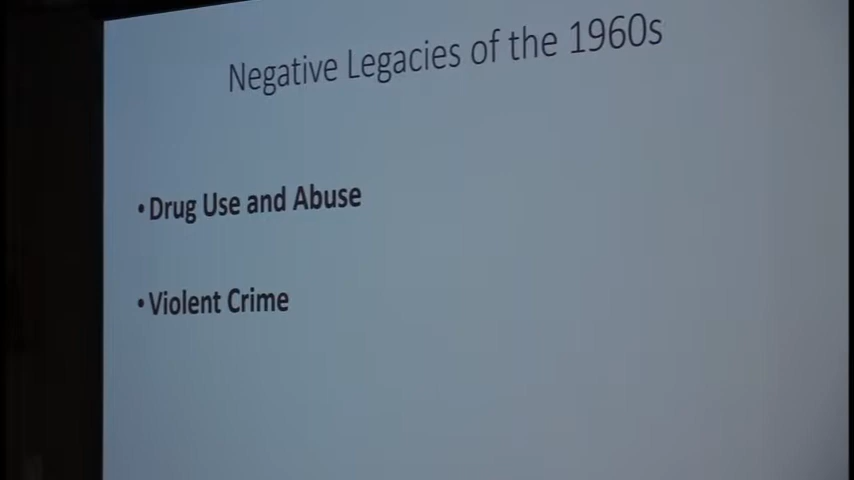 Negative Legacies of the 1960s
• Drug Use and Abuse
• Violent Crime